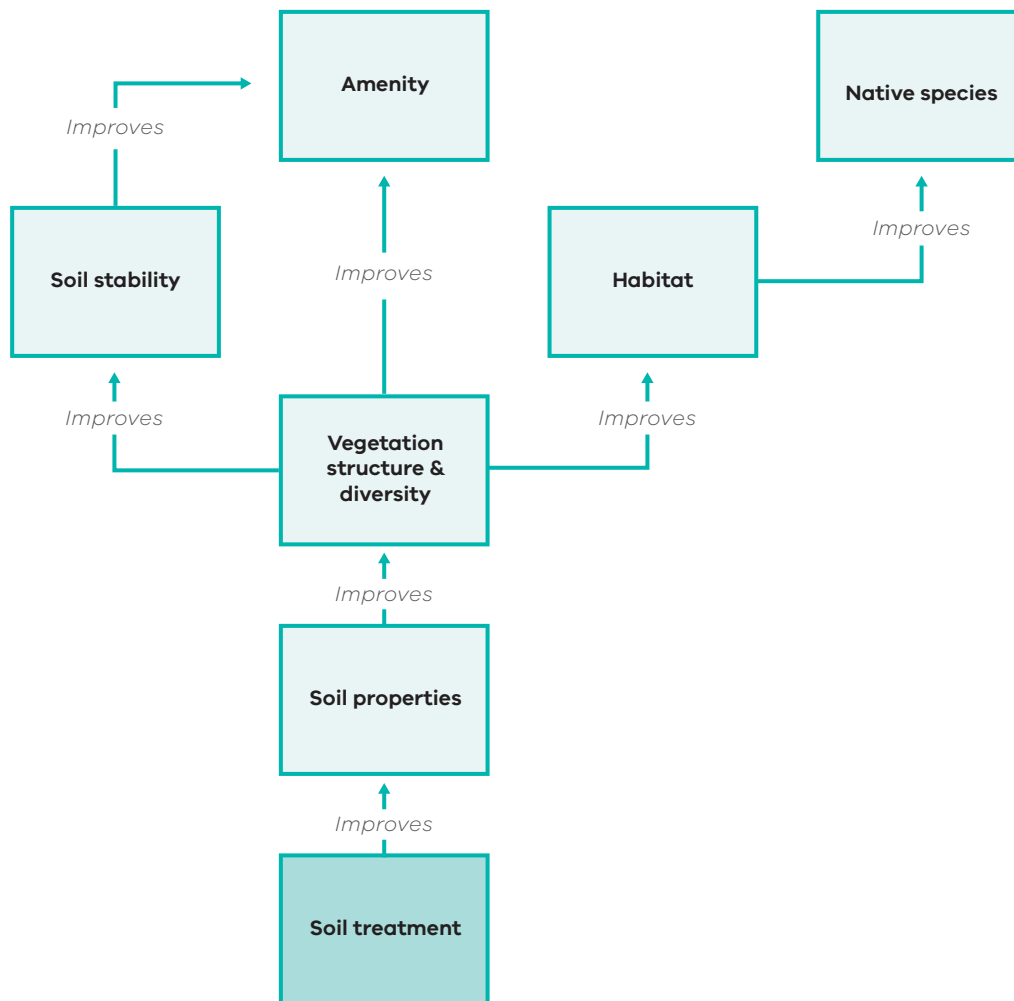 Amenity
Native species
Improves
Improves
Soil stability
Improves
Habitat
Improves
Improves
Vegetation
structure &
diversity
Improves
Soil properties
Improves
Soil treatment